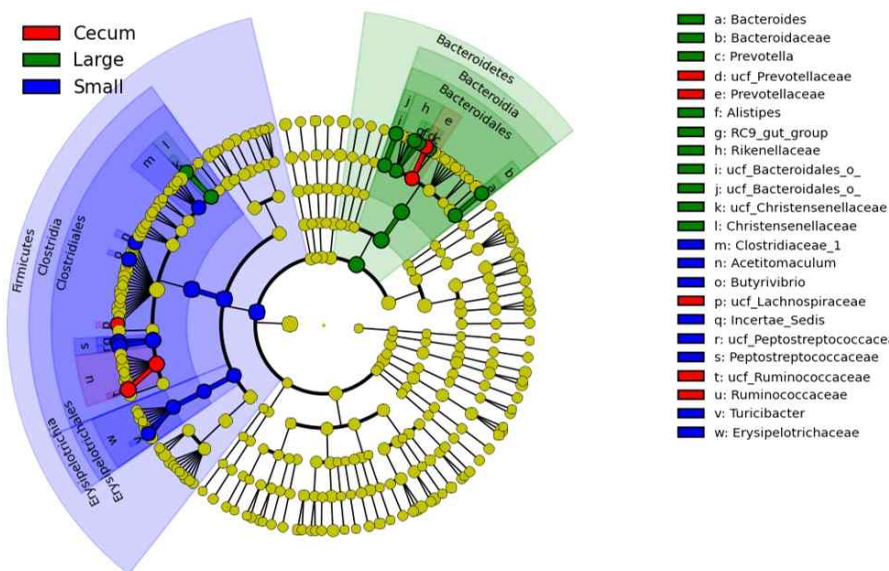 Cecum
Large
Small
Bacteroidetes
Bacteroidia
Bacteroidales
j
h
e
i
b
a
l
m
Firmicutes
Clostridia
Clostridiales
s
u
w
Erysipelotrichales
Erysipelotrichia
a: Bacteroides
b: Bacteroidaceae
c: Prevotella
d: ucf_Prevotellaceae
e: Prevotellaceae
f: Alistipes
g: RC9_gut_group
h: Rikenellaceae
i: ucf_Bacteroidales_o_
j: ucf_Bacteroidales_o_
k: ucf_Christensenellaceae
l: Christensenellaceae
m: Clostridiaceae_1
n: Acetitomaculum
o: Butyrivibrio
p: ucf_Lachnospiraceae
q: Incertae_Sedis
r: ucf_Peptostreptococcacea
s: Peptostreptococcaceae
t: ucf_Ruminococcaceae
u: Ruminococcaceae
v: Turicibacter
w: Erysipelotrichaceae